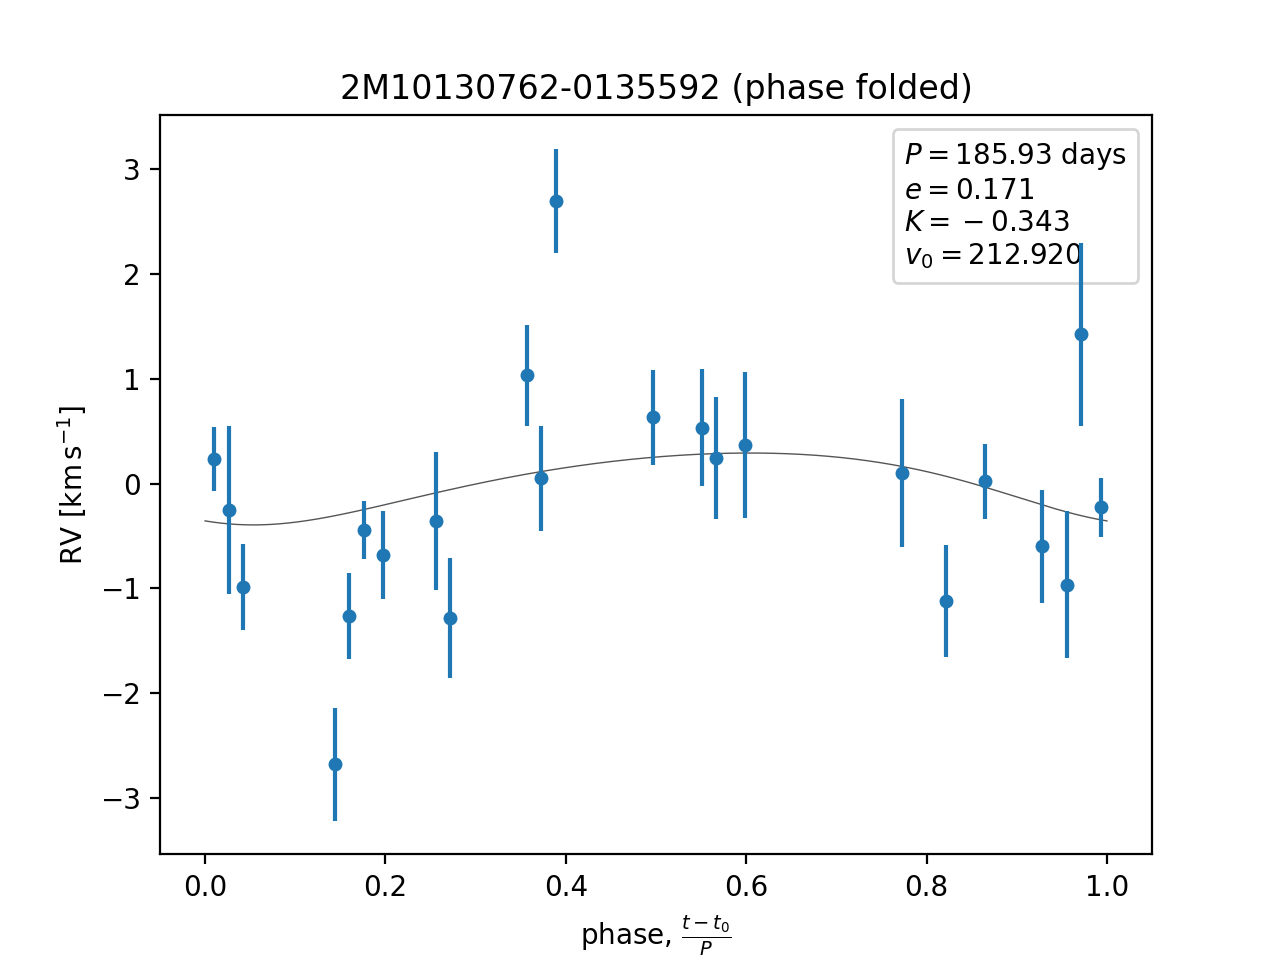 2M10130762-0135592 (phase folded)
P = 185.93 days
e = 0.171
K = −0.343
v₀ = 212.920
3
2
1
0
−1
−2
−3
RV [km s⁻¹]
0.0 0.2 0.4 0.6 0.8 1.0
phase, (t − t₀)/P